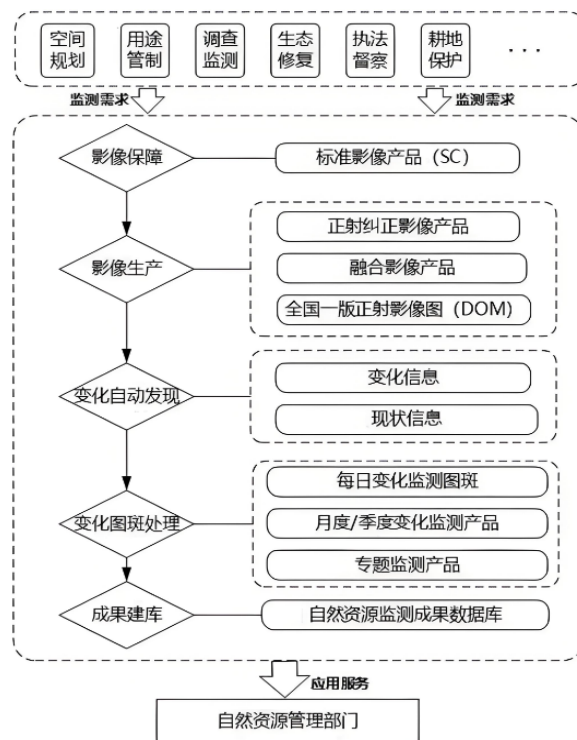 空间规划
用途管制
调查监测
生态修复
执法督察
耕地保护
···
监测需求
监测需求
影像保障
标准影像产品（SC）
正射纠正影像产品
影像生产
融合影像产品
全国一版正射影像图（DOM）
变化信息
变化自动发现
现状信息
每日变化监测图斑
变化图斑处理
月度/季度变化监测产品
专题监测产品
成果建库
自然资源监测成果数据库
应用服务
自然资源管理部门